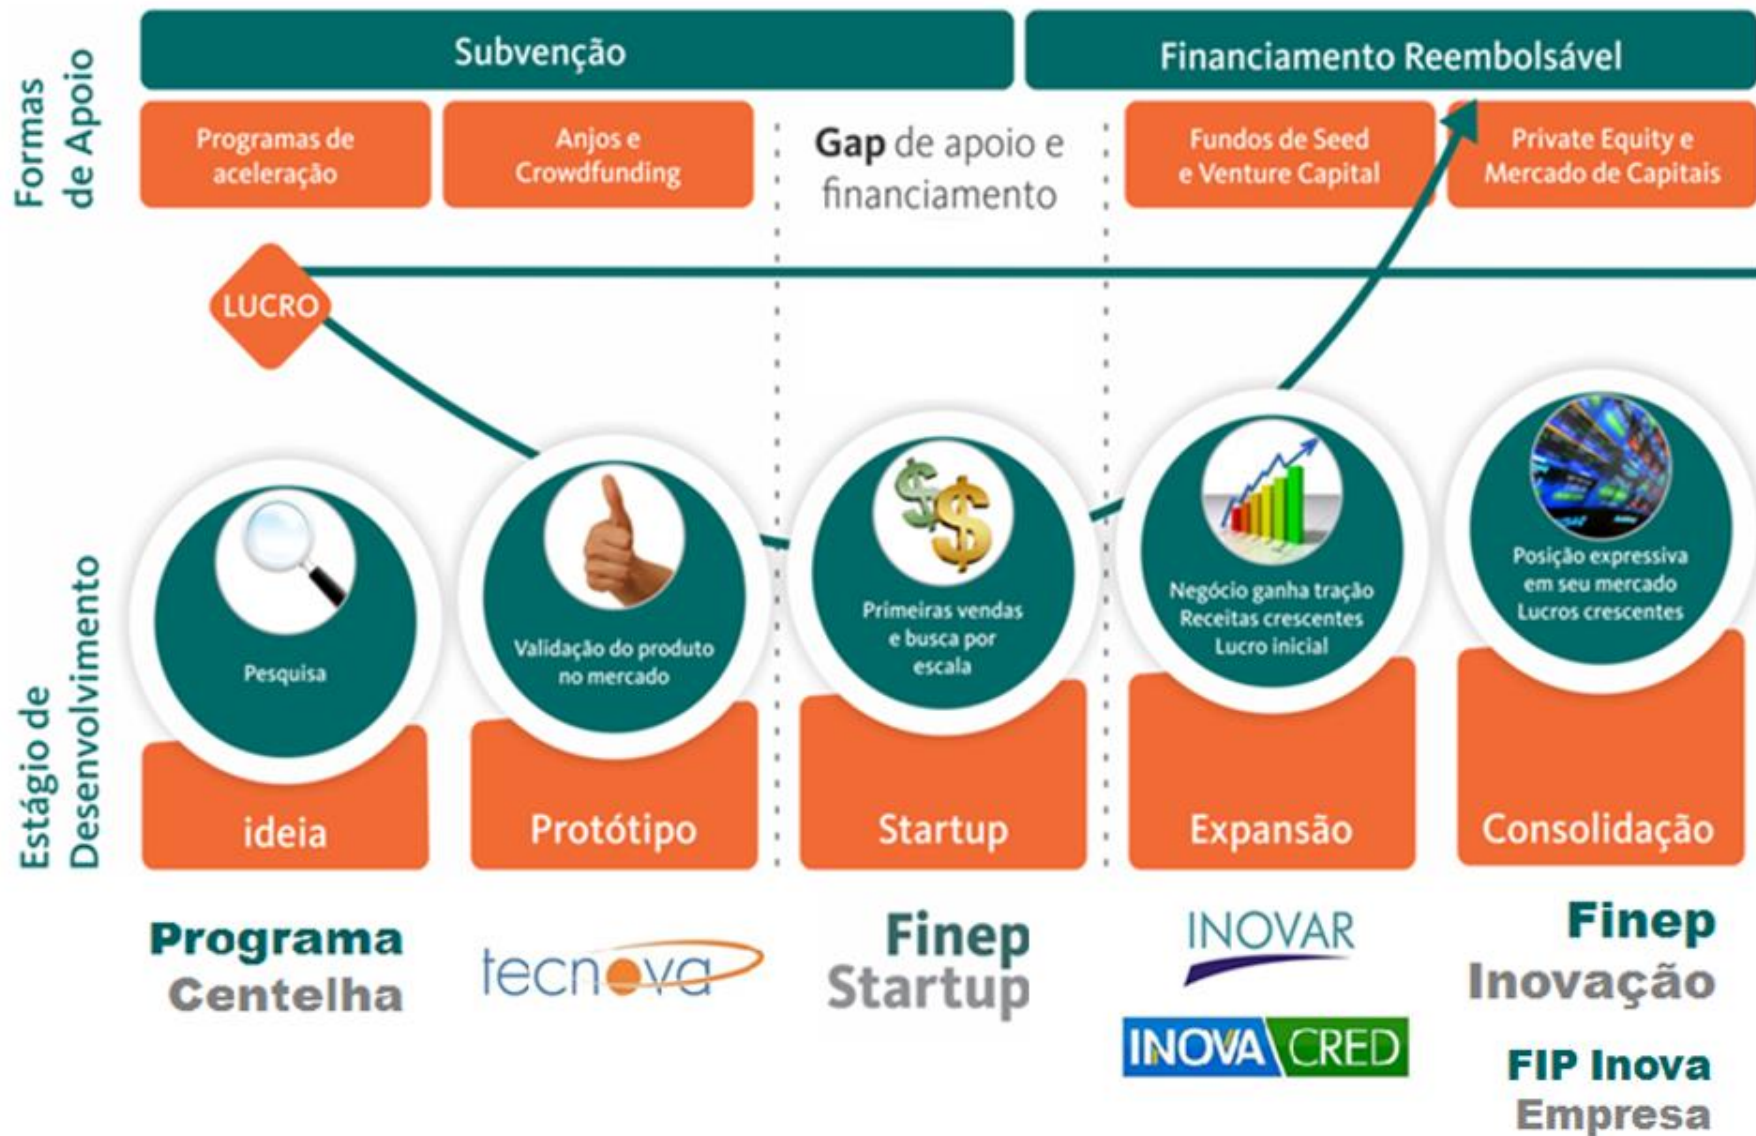 Formas
de Apoio
Subvenção
Financiamento Reembolsável
Programas de
aceleração
Anjos e
Crowdfunding
Gap de apoio e
financiamento
Fundos de Seed
e Venture Capital
Private Equity e
Mercado de Capitais
LUCRO
Estágio de
Desenvolvimento
Pesquisa
Validação do produto
no mercado
Primeiras vendas
e busca por
escala
Negócio ganha tração
Receitas crescentes
Lucro inicial
Posição expressiva
em seu mercado
Lucros crescentes
ideia
Protótipo
Startup
Expansão
Consolidação
Programa
Centelha
tecnova
Finep
Startup
INOVAR
INOVACRED
Finep
Inovação
FIP Inova
Empresa